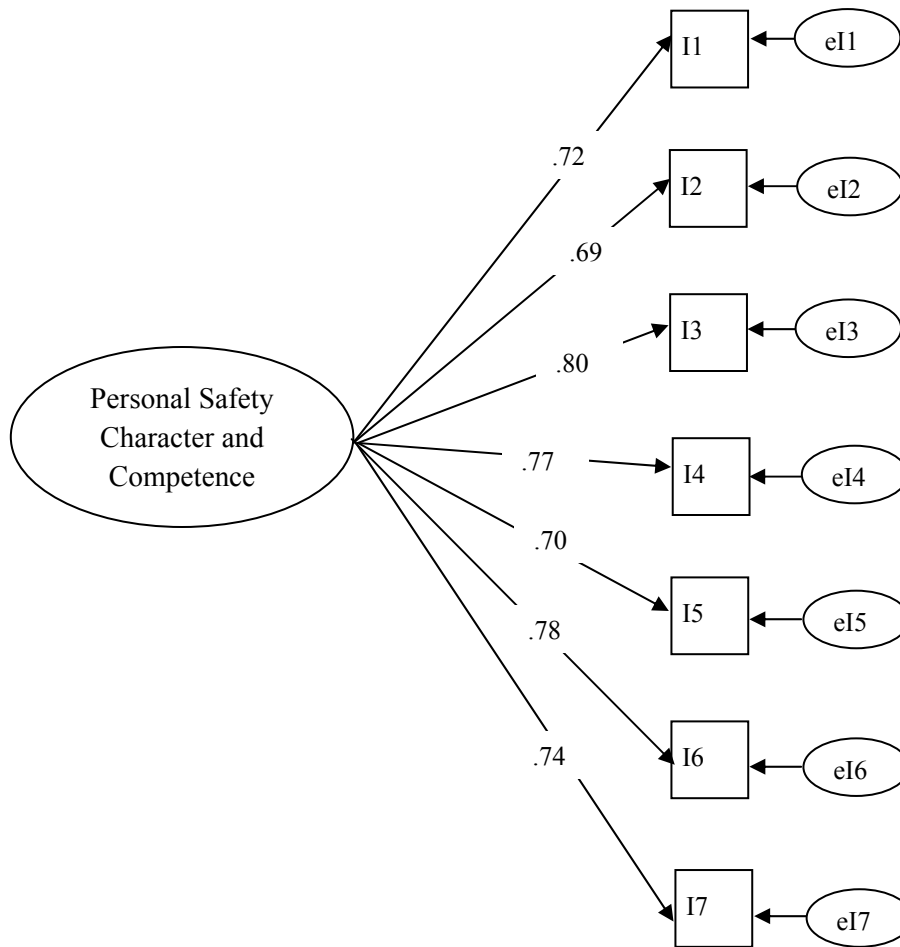 I1
eI1
.72
I2
eI2
.69
I3
eI3
.80
Personal Safety
Character and
Competence
.77
I4
eI4
.70
I5
eI5
.78
I6
eI6
.74
I7
eI7